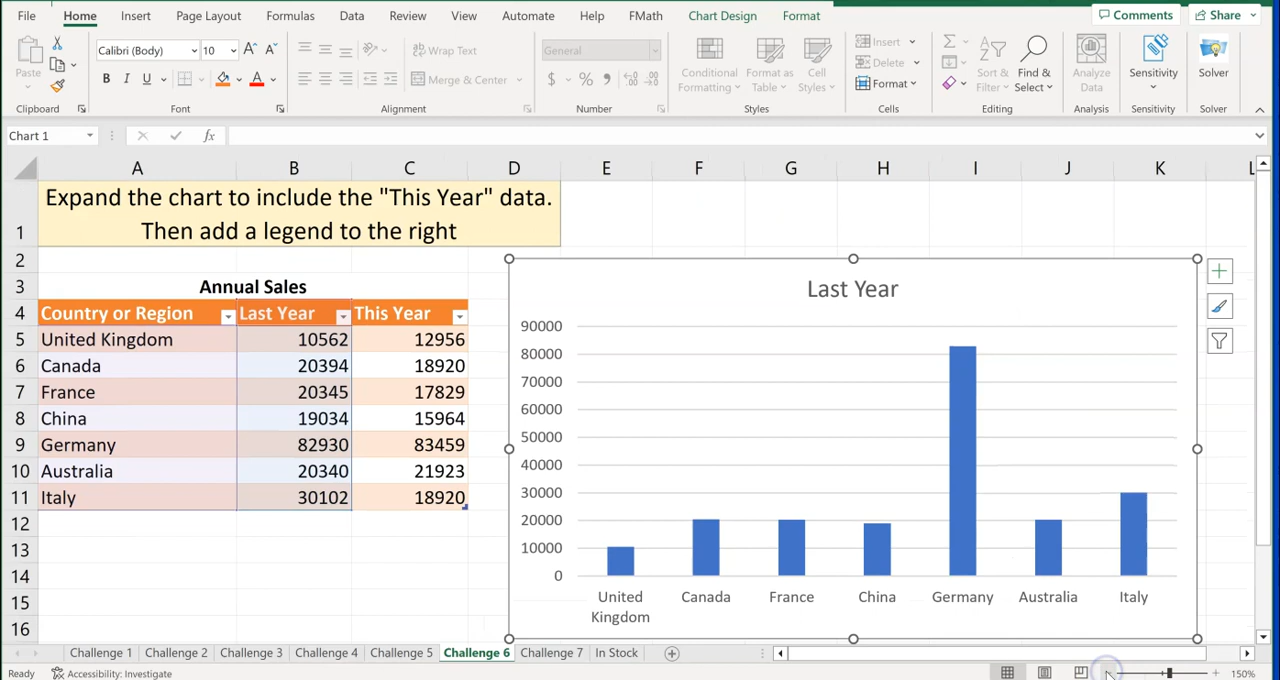 File Home Insert Page Layout Formulas Data Review View Automate Help FMath Chart Design Format Comments Share
Calibri (Body) 10 A A Wrap Text General Insert
Paste B I U A Merge & Center $ % Conditional Formatting Format as Table Cell Styles Delete Format Sort & Filter Find & Select Analyze Data Sensitivity Solver
Clipboard Font Alignment Number Styles Cells Editing Analysis Sensitivity Solver
Chart 1 fx
A B C D E F G H I J K L
1 Expand the chart to include the "This Year" data.
Then add a legend to the right
2
3 Annual Sales
4 Country or Region Last Year This Year
5 United Kingdom 10562 12956
6 Canada 20394 18920
7 France 20345 17829
8 China 19034 15964
9 Germany 82930 83459
10 Australia 20340 21923
11 Italy 30102 18920
12
13
14
15
16
Last Year
90000
80000
70000
60000
50000
40000
30000
20000
10000
0
United Kingdom Canada France China Germany Australia Italy
Challenge 1 Challenge 2 Challenge 3 Challenge 4 Challenge 5 Challenge 6 Challenge 7 In Stock
Ready Accessibility: Investigate 150%